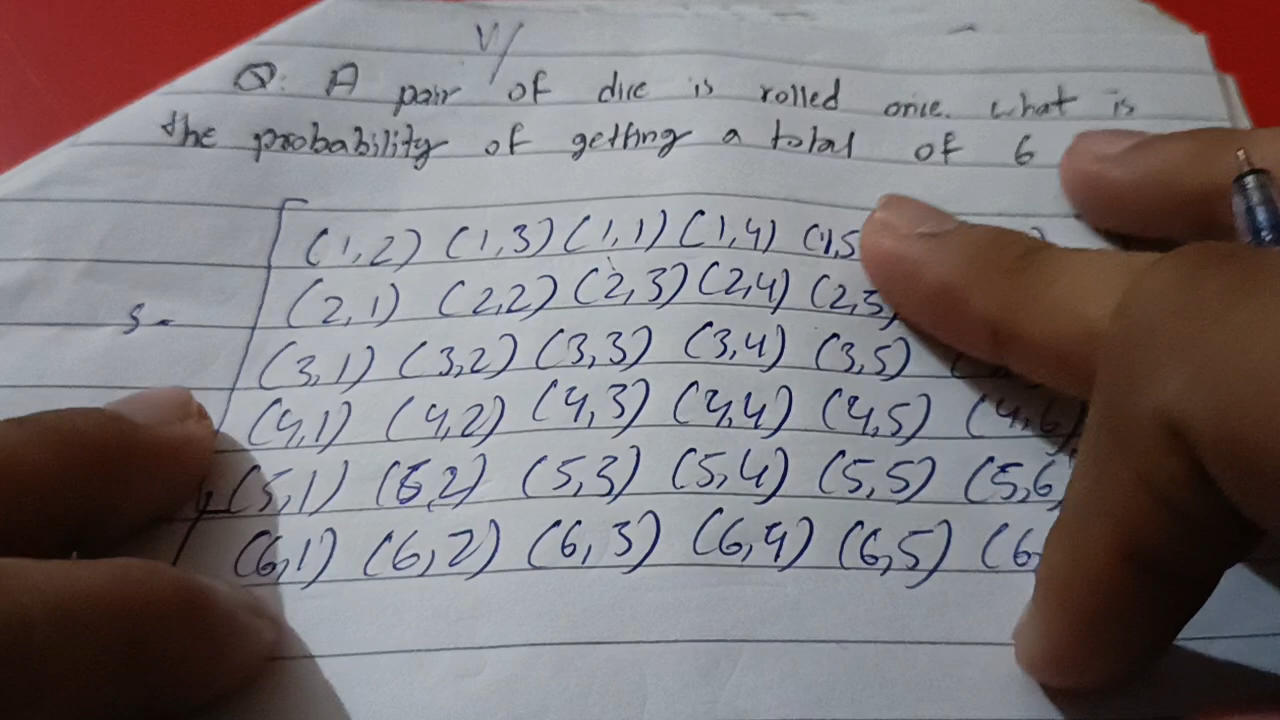 Q. A pair of dice is rolled once. what is
the probability of getting a total of 6
(1,2) (1,3) (1,1) (1,4) (1,5
S = (2,1) (2,2) (2,3) (2,4) (2,5)
(3,1) (3,2) (3,3) (3,4) (3,5)
(4,1) (4,2) (4,3) (4,4) (4,5) (4,6)
(5,1) (5,2) (5,3) (5,4) (5,5) (5,6
(6,1) (6,2) (6,3) (6,4) (6,5) (6